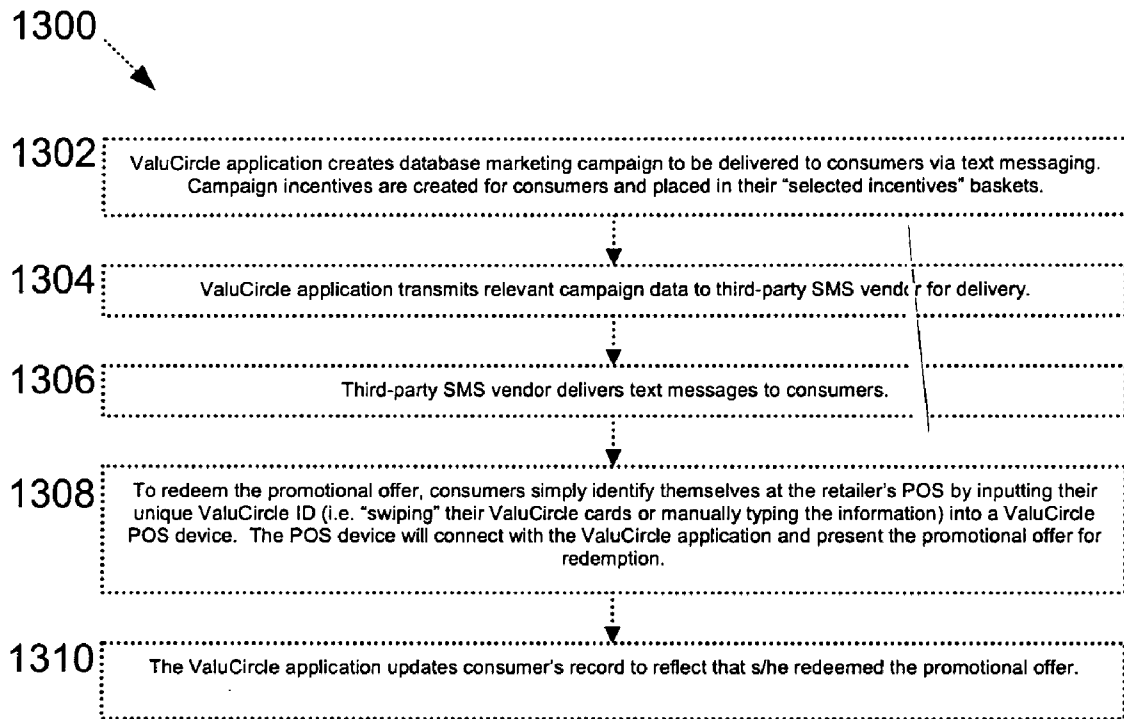 1300
1302
ValuCircle application creates database marketing campaign to be delivered to consumers via text messaging.
Campaign incentives are created for consumers and placed in their "selected incentives" baskets.
1304
ValuCircle application transmits relevant campaign data to third-party SMS vendor for delivery.
1306
Third-party SMS vendor delivers text messages to consumers.
1308
To redeem the promotional offer, consumers simply identify themselves at the retailer's POS by inputting their
unique ValuCircle ID (i.e. "swiping" their ValuCircle cards or manually typing the information) into a ValuCircle
POS device. The POS device will connect with the ValuCircle application and present the promotional offer for
redemption.
1310
The ValuCircle application updates consumer's record to reflect that s/he redeemed the promotional offer.